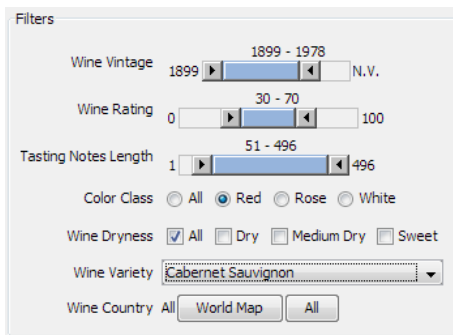 Filters
1899 - 1978
Wine Vintage 1899 N.V.
30 - 70
Wine Rating 0 100
51 - 496
Tasting Notes Length 1 496
Color Class All Red Rose White
Wine Dryness All Dry Medium Dry Sweet
Wine Variety Cabernet Sauvignon
Wine Country All World Map All